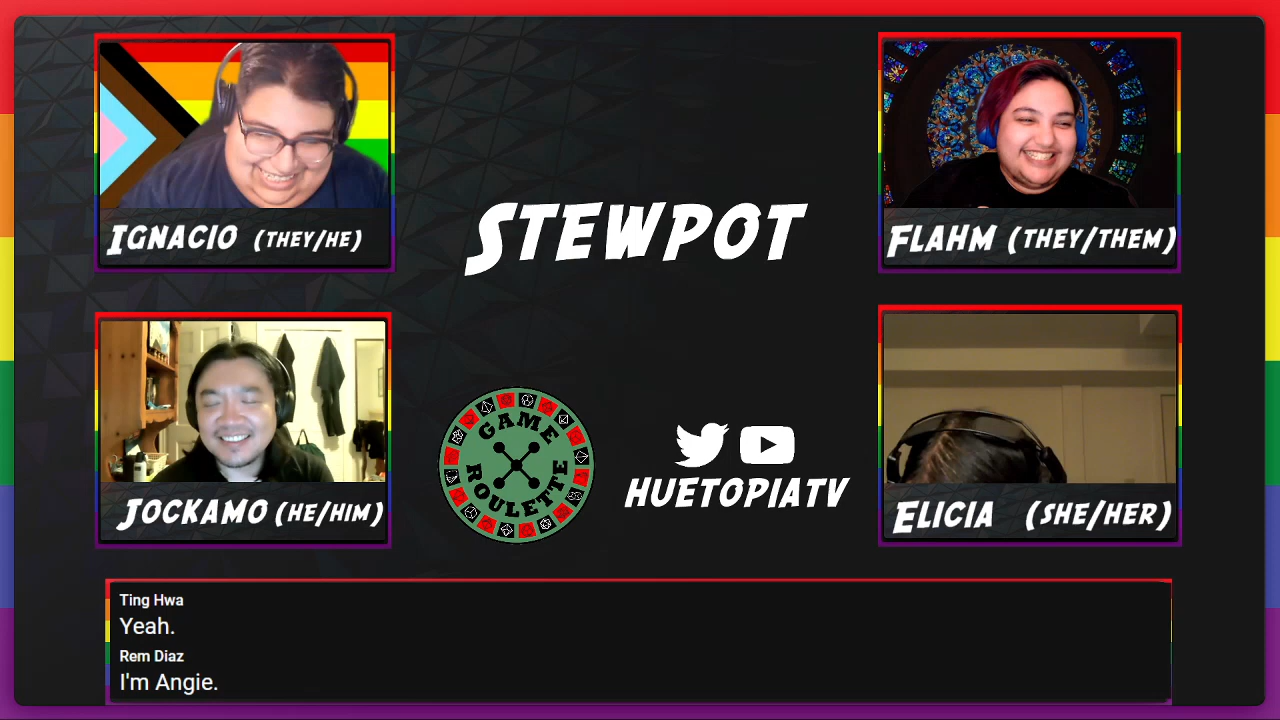 Ignacio (they/he)
Flahm (they/them)
Stewpot
Jockamo (he/him)
GAME ROULETTE
HUETOPIATV
Elicia (she/her)
Ting Hwa
Yeah.
Rem Diaz
I'm Angie.